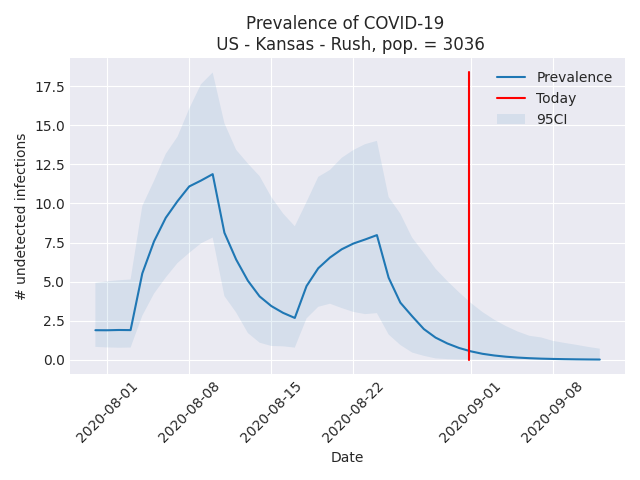 Prevalence of COVID-19
US - Kansas - Rush, pop. = 3036
Prevalence
Today
95CI
17.5
15.0
12.5
10.0
7.5
5.0
2.5
0.0
# undetected infections
2020-08-01
2020-08-08
2020-08-15
2020-08-22
2020-09-01
2020-09-08
Date